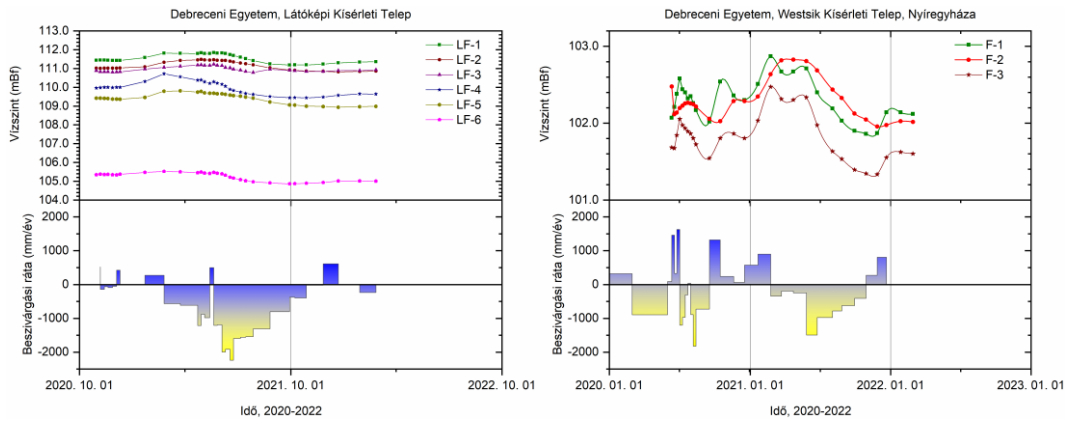 Debreceni Egyetem, Látóképi Kísérleti Telep
113.0
112.0
111.0
110.0
109.0
108.0
107.0
106.0
105.0
104.0
Vízszint (mBf)
LF-1
LF-2
LF-3
LF-4
LF-5
LF-6
2000
1000
0
-1000
-2000
Beszivárgási ráta (mm/év)
2020. 10. 01
2021. 10. 01
2022. 10. 01
Idő, 2020-2022
Debreceni Egyetem, Westsik Kísérleti Telep, Nyíregyháza
103.0
102.0
101.0
Vízszint (mBf)
F-1
F-2
F-3
2000
1000
0
-1000
-2000
Beszivárgási ráta (mm/év)
2020. 01. 01
2021. 01. 01
2022. 01. 01
2023. 01. 01
Idő, 2020-2022